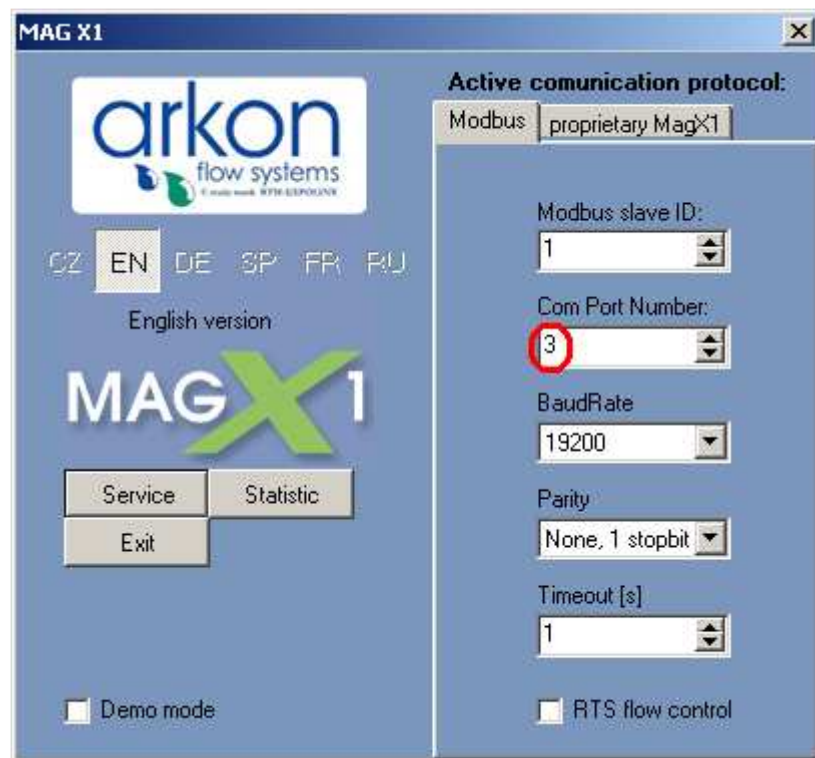 MAG X1
arkon
flow systems
CZ EN DE SP FR RU
English version
MAGX1
Service Statistic
Exit
Demo mode
Active comunication protocol:
Modbus proprietary MagX1
Modbus slave ID:
1
Com Port Number:
3
BaudRate
19200
Parity
None, 1 stopbit
Timeout [s]
1
RTS flow control